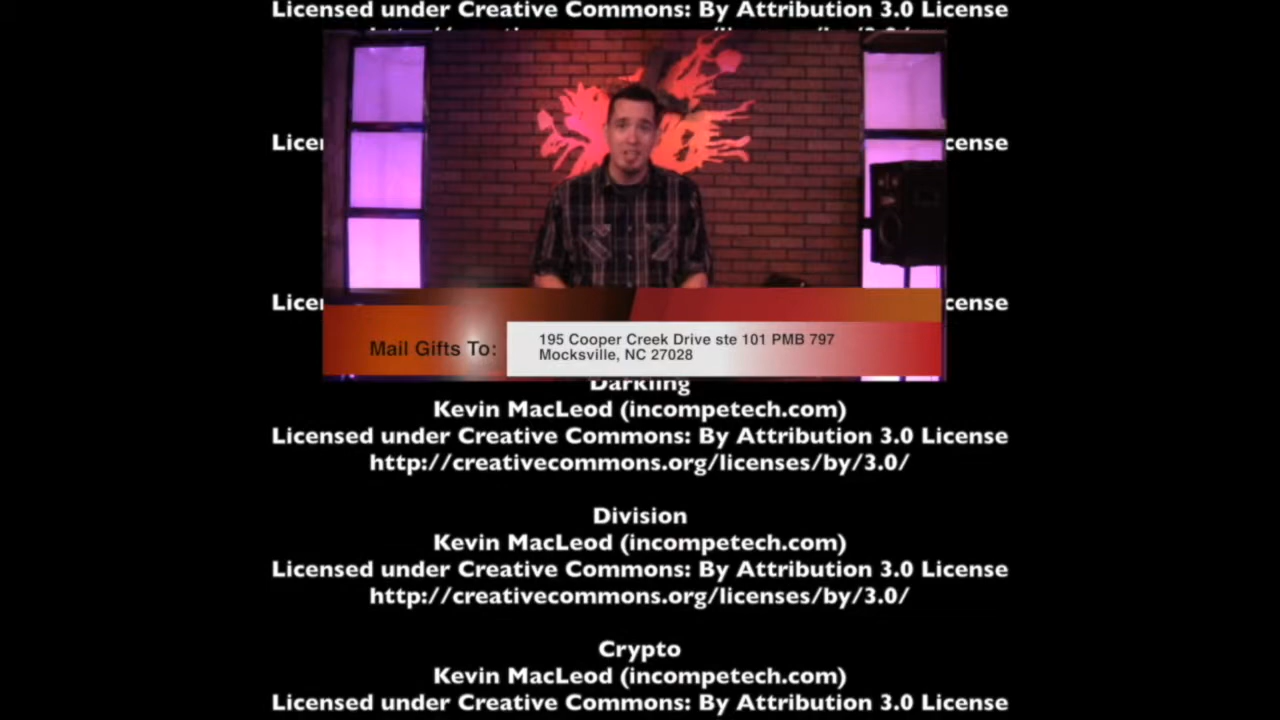 Licensed under Creative Commons: By Attribution 3.0 License
Licen
cense
Licen
cense
Mail Gifts To:
195 Cooper Creek Drive ste 101 PMB 797
Mocksville, NC 27028
Darkling
Kevin MacLeod (incompetech.com)
Licensed under Creative Commons: By Attribution 3.0 License
http://creativecommons.org/licenses/by/3.0/
Division
Kevin MacLeod (incompetech.com)
Licensed under Creative Commons: By Attribution 3.0 License
http://creativecommons.org/licenses/by/3.0/
Crypto
Kevin MacLeod (incompetech.com)
Licensed under Creative Commons: By Attribution 3.0 License